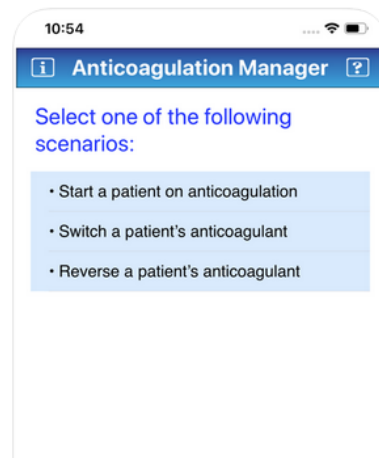 10:54
i Anticoagulation Manager ?
Select one of the following
scenarios:
• Start a patient on anticoagulation
• Switch a patient's anticoagulant
• Reverse a patient's anticoagulant